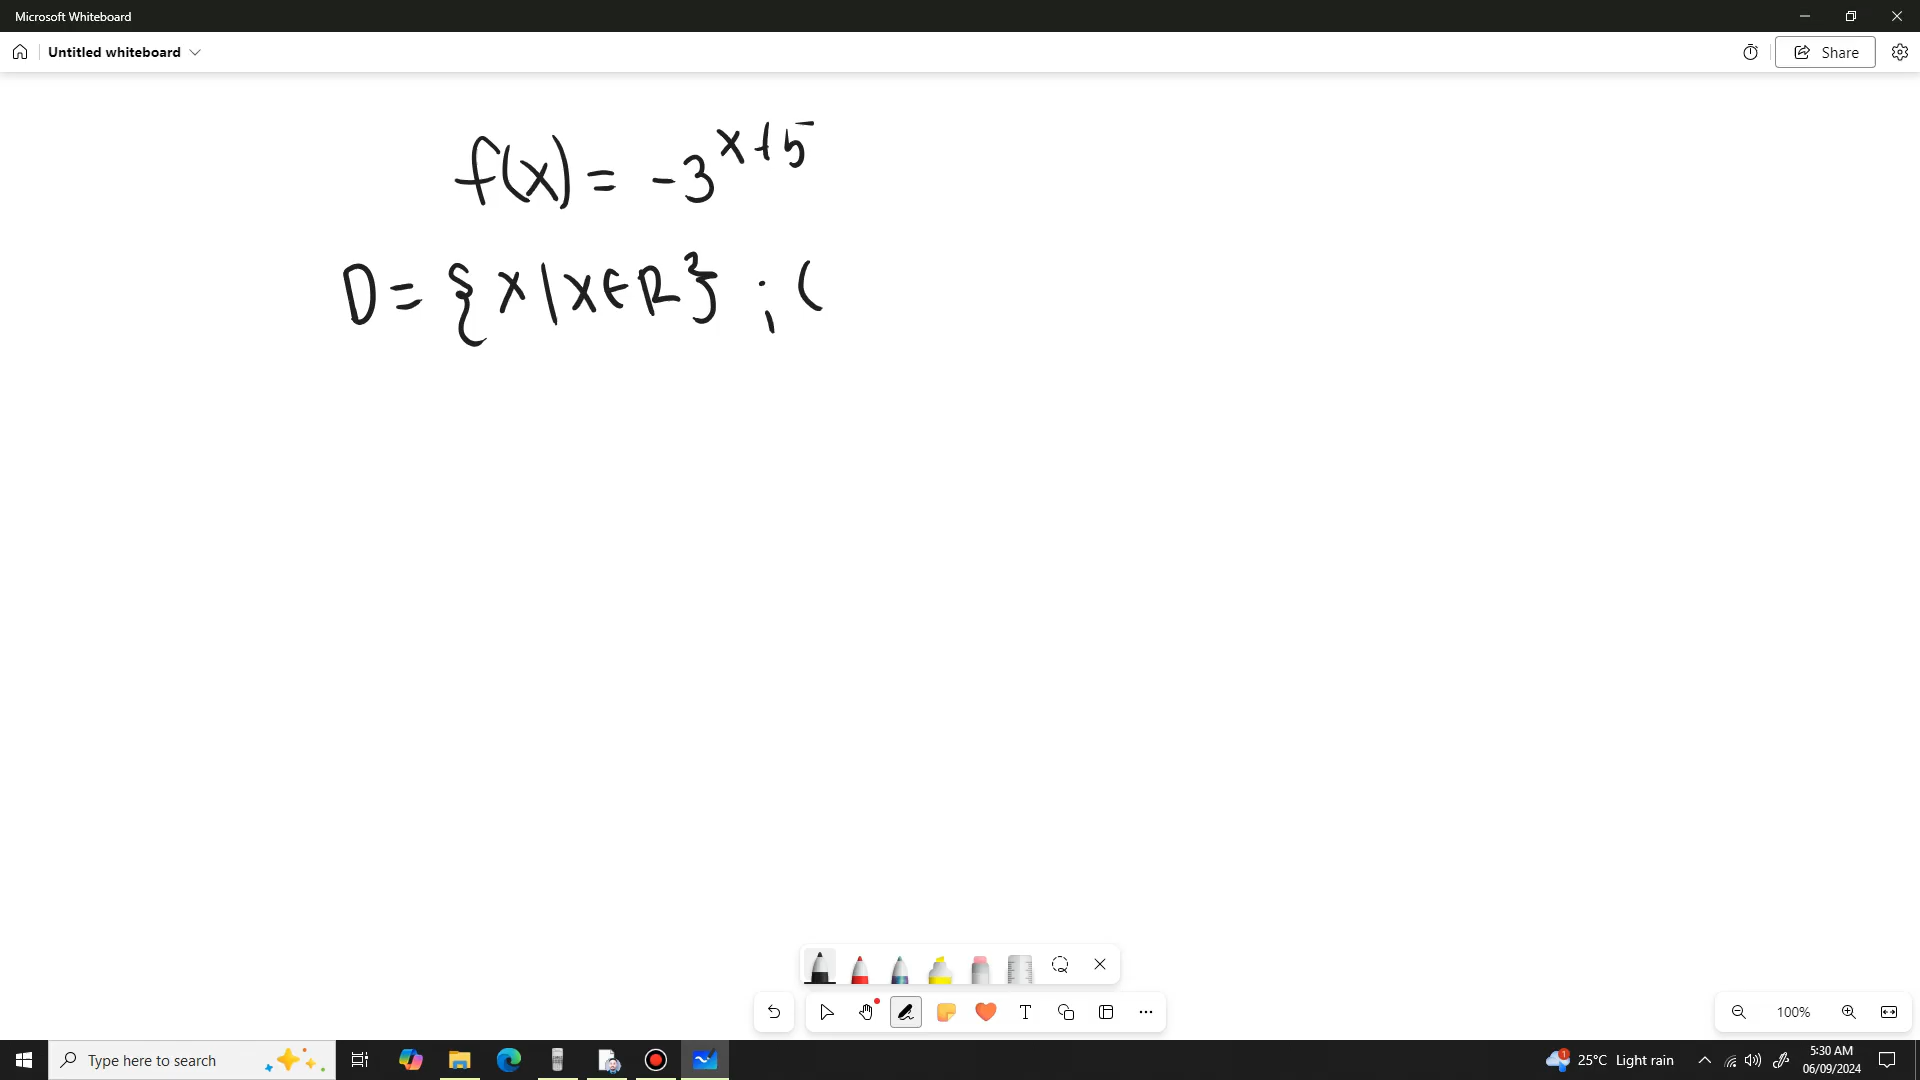 Microsoft Whiteboard
Untitled whiteboard
Share
f(x) = -3^{x+5}
D = {x|x∈R} ; (
100%
Type here to search
1
25°C Light rain
5:30 AM
06/09/2024